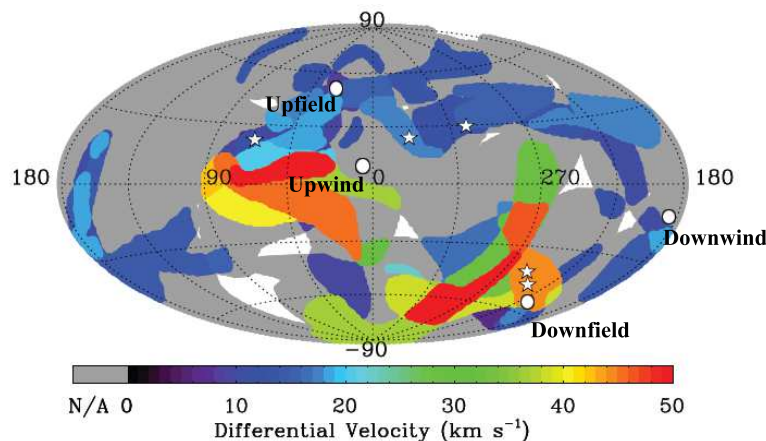 90
Upfield
180 90 Upwind 0 270 180
Downwind
Downfield
−90
N/A 0 10 20 30 40 50
Differential Velocity (km s⁻¹)